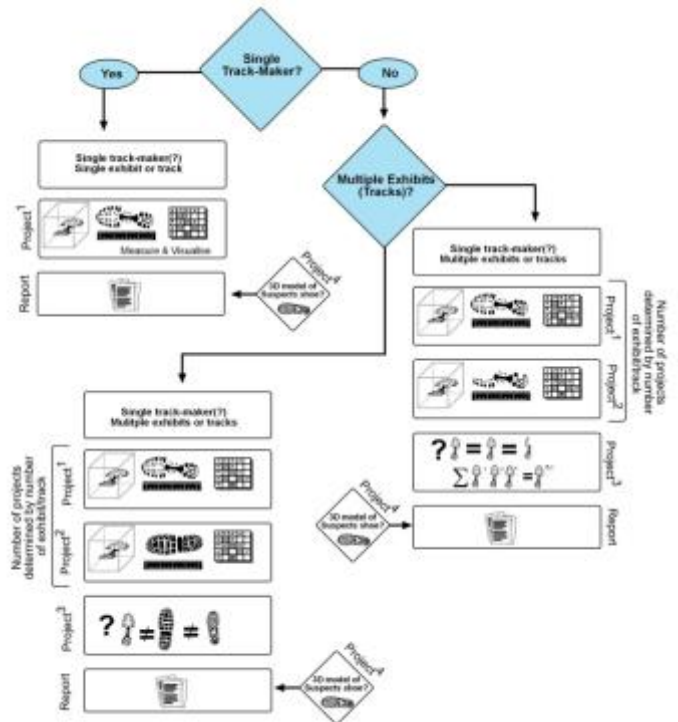 Single
Track-Maker?
Yes
No
Single track-maker(?)
Single exhibit or track
Multiple Exhibits
(Tracks)?
Project1
Measure & Visualise
Report
Project4
3D model of
Suspects shoe?
Single track-maker(?)
Mulitple exhibits or tracks
Project1
Project2
Number of projects
determined by number
of exhibit/track
Project3
? = =
∑ =
Project4
3D model of
Suspects shoe?
Report
Single track-maker(?)
Mulitple exhibits or tracks
Number of projects
determined by number
of exhibit/track
Project1
Project2
Project3
? ≠ ≠
Report
Project4
3D model of
Suspects shoe?